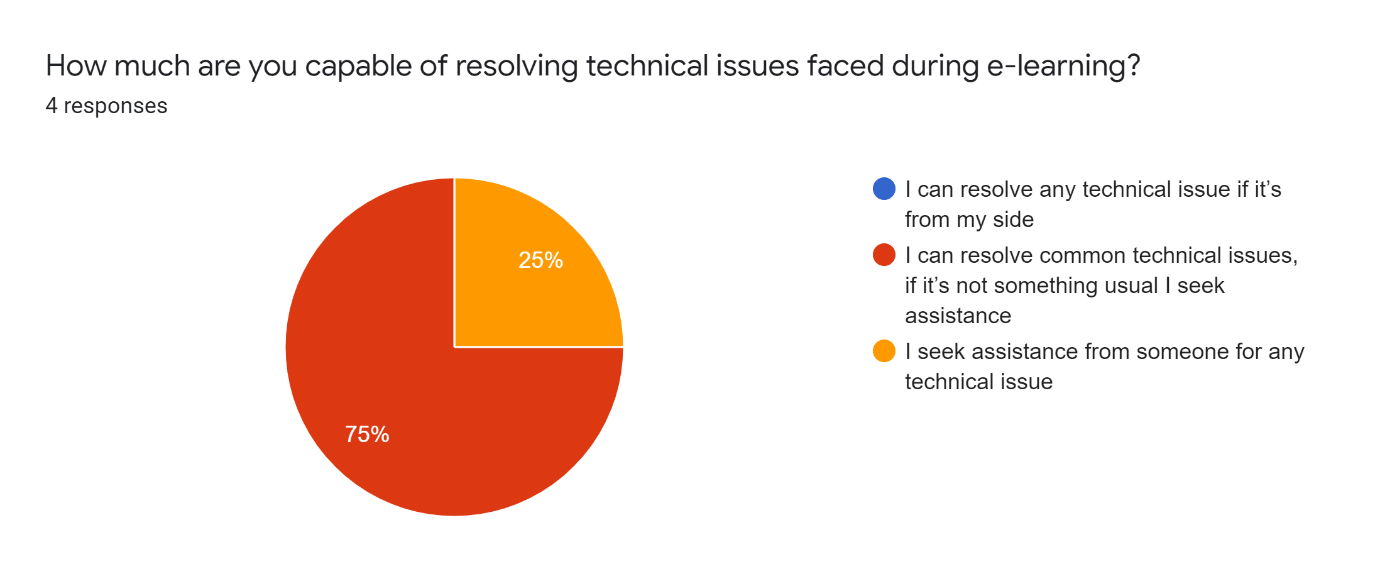 How much are you capable of resolving technical issues faced during e-learning?
4 responses
25%
75%
I can resolve any technical issue if it’s
from my side
I can resolve common technical issues,
if it’s not something usual I seek
assistance
I seek assistance from someone for any
technical issue